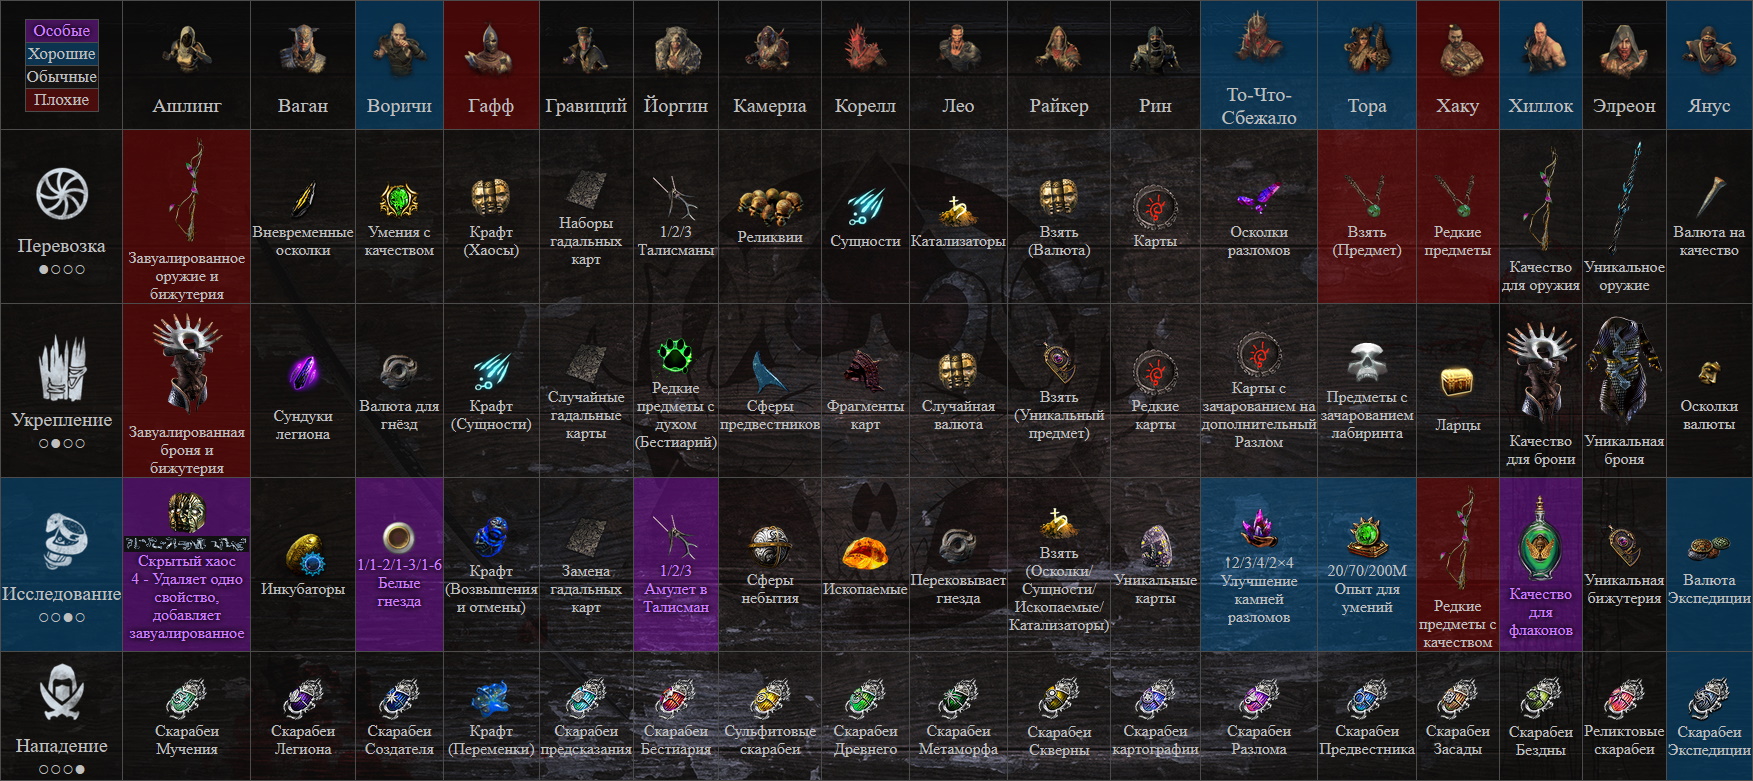 Особые
Хорошие
Обычные
Плохие
Ашлинг
Ваган
Воричи
Гафф
Гравиций
Йоргин
Камериа
Корелл
Лео
Райкер
Рин
То-Что-
Сбежало
Тора
Хаку
Хиллок
Элреон
Янус
Перевозка
Завуалированное
оружие и
бижутерия
Вневременные
осколки
Умения с
качеством
Крафт
(Хаосы)
Наборы
гадальных
карт
1/2/3
Талисманы
Реликвии
Сущности
Катализаторы
Взять
(Валюта)
Карты
Осколки
разломов
Взять
(Предмет)
Редкие
предметы
Качество
для оружия
Уникальное
оружие
Валюта на
качество
Укрепление
Завуалированная
броня и
бижутерия
Сундуки
легиона
Валюта для
гнёзд
Крафт
(Сущности)
Случайные
гадальные
карты
Редкие
предметы с
духом
(Бестиарий)
Сферы
предвестников
Фрагменты
карт
Случайная
валюта
Взять
(Уникальный
предмет)
Редкие
карты
Карты с
зачарованием на
дополнительный
Разлом
Предметы с
зачарованием
лабиринта
Ларцы
Качество
для брони
Уникальная
броня
Осколки
валюты
Исследование
Скрытый хаос
4 - Удаляет одно
свойство,
добавляет
завуалированное
Инкубаторы
1/1-2/1-3/1-6
Белые
гнезда
Крафт
(Возвышения
и отмены)
Замена
гадальных
карт
1/2/3
Амулет в
Талисман
Сферы
небытия
Ископаемые
Перековывает
гнезда
Взять
(Осколки/
Сущности/
Ископаемые/
Катализаторы)
Уникальные
карты
↑2/3/4/2×4
Улучшение
камней
разломов
20/70/200M
Опыт для
умений
Редкие
предметы с
качеством
Качество
для
флаконов
Уникальная
бижутерия
Валюта
Экспедиции
Нападение
Скарабеи
Мучения
Скарабеи
Легиона
Скарабеи
Создателя
Крафт
(Переменки)
Скарабеи
предсказания
Скарабеи
Бестиария
Сульфитовые
скарабеи
Скарабеи
Древнего
Скарабеи
Метаморфа
Скарабеи
Скверны
Скарабеи
картографии
Скарабеи
Разлома
Скарабеи
Предвестника
Скарабеи
Засады
Скарабеи
Бездны
Реликтовые
скарабеи
Скарабеи
Экспедиции